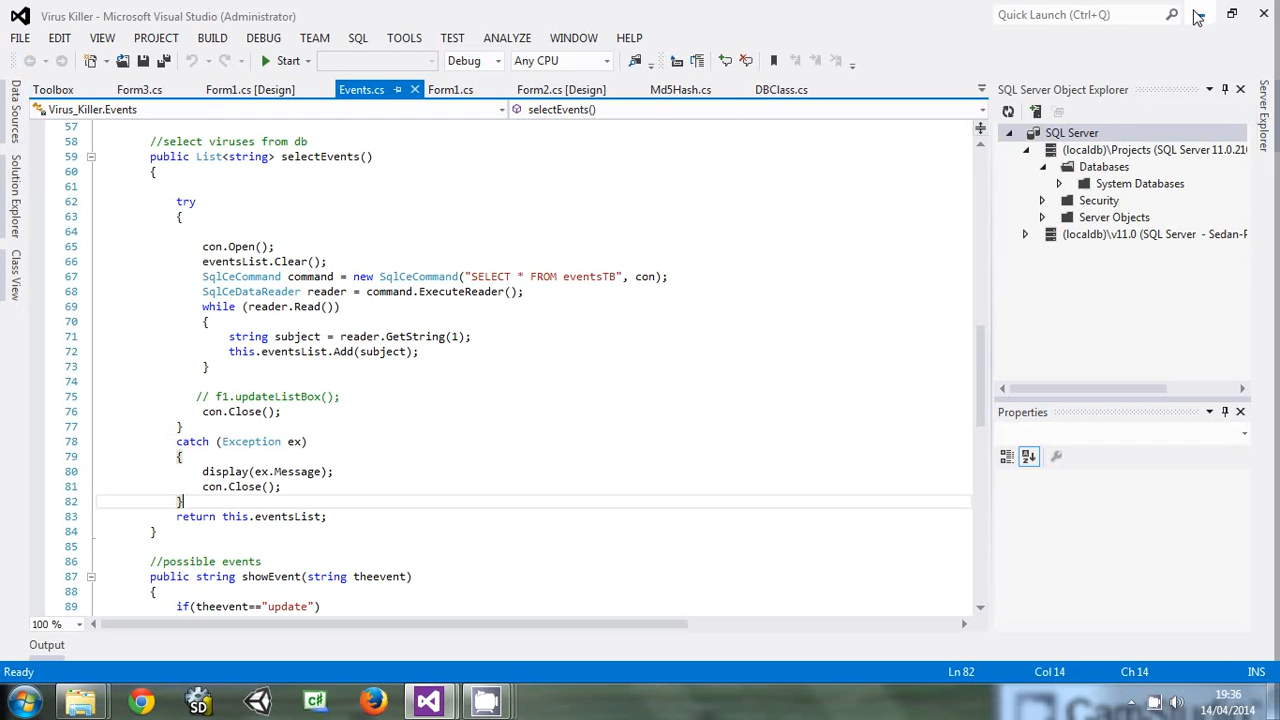 Virus Killer - Microsoft Visual Studio (Administrator)
Quick Launch (Ctrl+Q)
FILE EDIT VIEW PROJECT BUILD DEBUG TEAM SQL TOOLS TEST ANALYZE WINDOW HELP
Start Debug Any CPU
Toolbox Form3.cs Form1.cs [Design] Events.cs Form1.cs Form2.cs [Design] Md5Hash.cs DBClass.cs
Virus_Killer.Events selectEvents()
Data Sources
Solution Explorer
Class View
57
58 //select viruses from db
59 public List<string> selectEvents()
60 {
61
62 try
63 {
64
65 con.Open();
66 eventsList.Clear();
67 SqlCeCommand command = new SqlCeCommand("SELECT * FROM eventsTB", con);
68 SqlCeDataReader reader = command.ExecuteReader();
69 while (reader.Read())
70 {
71 string subject = reader.GetString(1);
72 this.eventsList.Add(subject);
73 }
74
75 // f1.updateListBox();
76 con.Close();
77 }
78 catch (Exception ex)
79 {
80 display(ex.Message);
81 con.Close();
82 }
83 return this.eventsList;
84 }
85
86 //possible events
87 public string showEvent(string theevent)
88 {
89 if(theevent=="update")
100 %
Output
SQL Server Object Explorer
SQL Server
(localdb)\Projects (SQL Server 11.0.210
Databases
System Databases
Security
Server Objects
(localdb)\v11.0 (SQL Server - Sedan-
Properties
Server Explorer
Ready Ln 82 Col 14 Ch 14 INS
SD
C#
19:36
14/04/2014